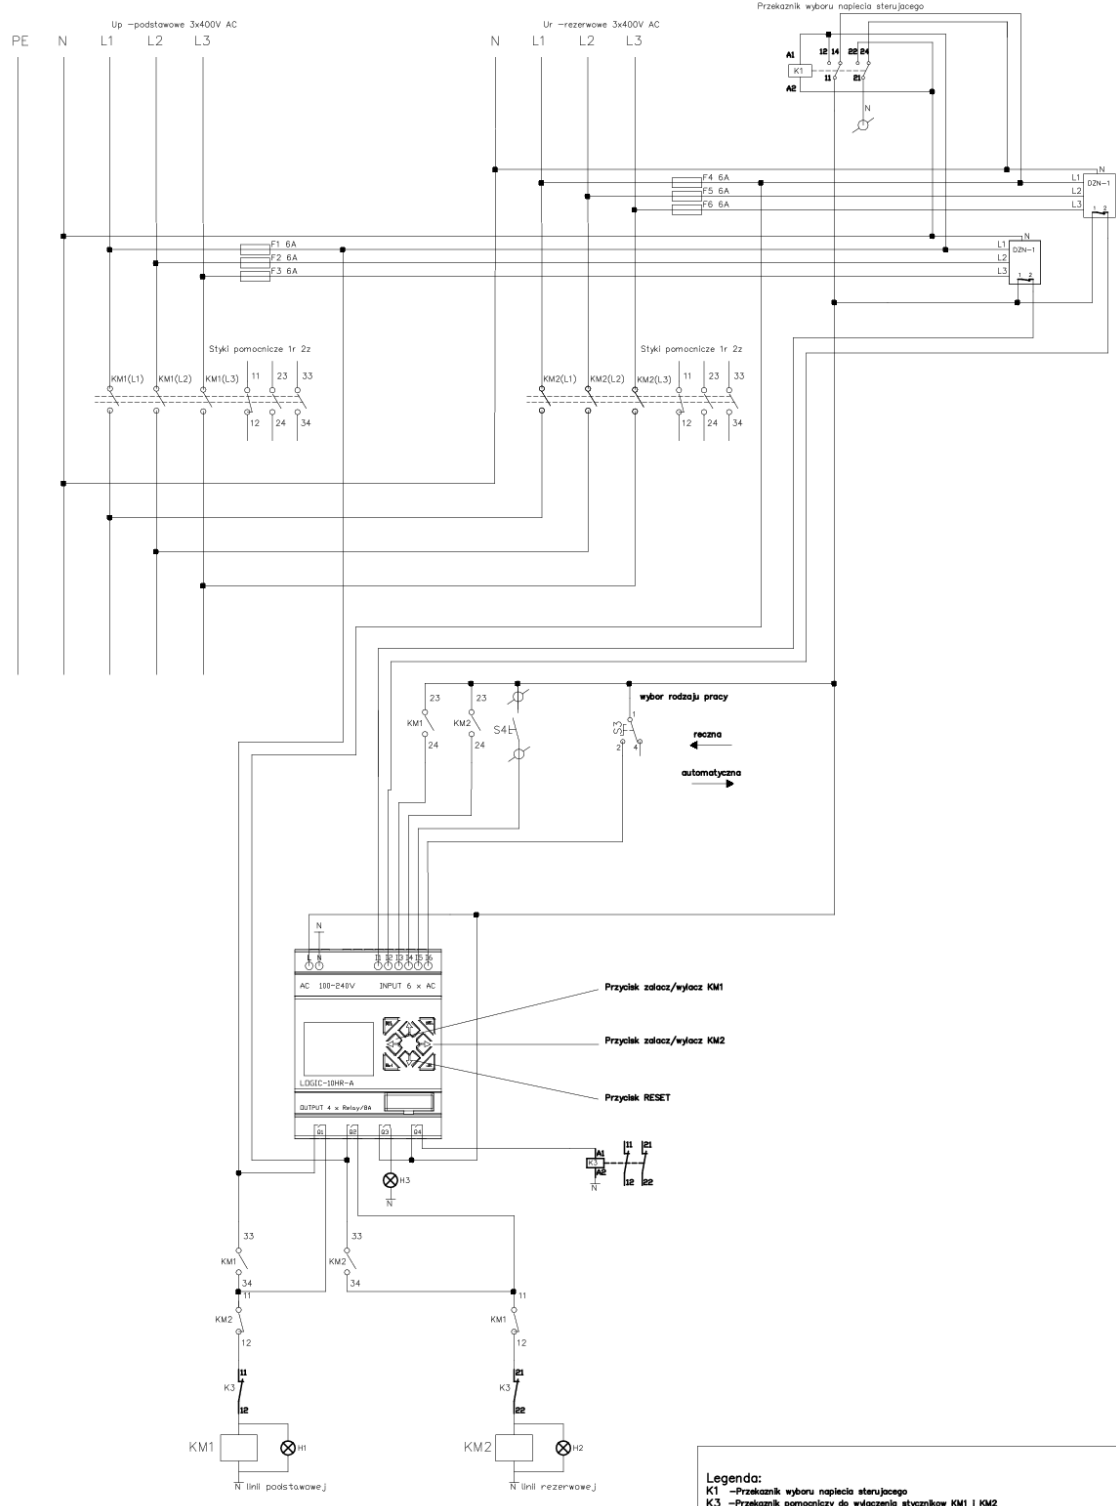 Przekaznik wyboru napiecia sterujacego
Up -podstawowe 3x400V AC
Ur -rezerwowe 3x400V AC
PE N L1 L2 L3
N L1 L2 L3
A1 12 14 22 24
K1
A2 11 21
N
N
F4 6A L1 DZN-1
F5 6A L2
F6 6A L3 1 2
N
F1 6A L1 DZN-1
F2 6A L2
F3 6A L3 1 2
Styki pomocnicze 1r 2z
Styki pomocnicze 1r 2z
KM1(L1) KM1(L2) KM1(L3) 11 23 33
12 24 34
KM2(L1) KM2(L2) KM2(L3) 11 23 33
12 24 34
23 23 wybor rodzaju pracy
KM1 KM2 S4 S3 1
24 24 2 4
reczna
automatyczna
N
L N I1 I2 I3 I4 I5 I6
AC 100-240V INPUT 6 x AC
Przycisk zalacz/wylacz KM1
Przycisk zalacz/wylacz KM2
LOGIC-10HR-A
Przycisk RESET
OUTPUT 4 x Relay/8A
Q1 Q2 Q3 Q4
A1 11 21
K3
A2 12 22
N
H3
N
33 33
KM1 KM2
34 34
11 11
KM2 KM1
12 12
11 21
K3 K3
12 22
KM1 H1 KM2 H2
N linii podstawowej
N linii rezerwowej
Legenda:
K1 -Przekaznik wyboru napiecia sterujacego
K3 -Przekaznik pomocniczy do wylaczenia stycznikow KM1 i KM2